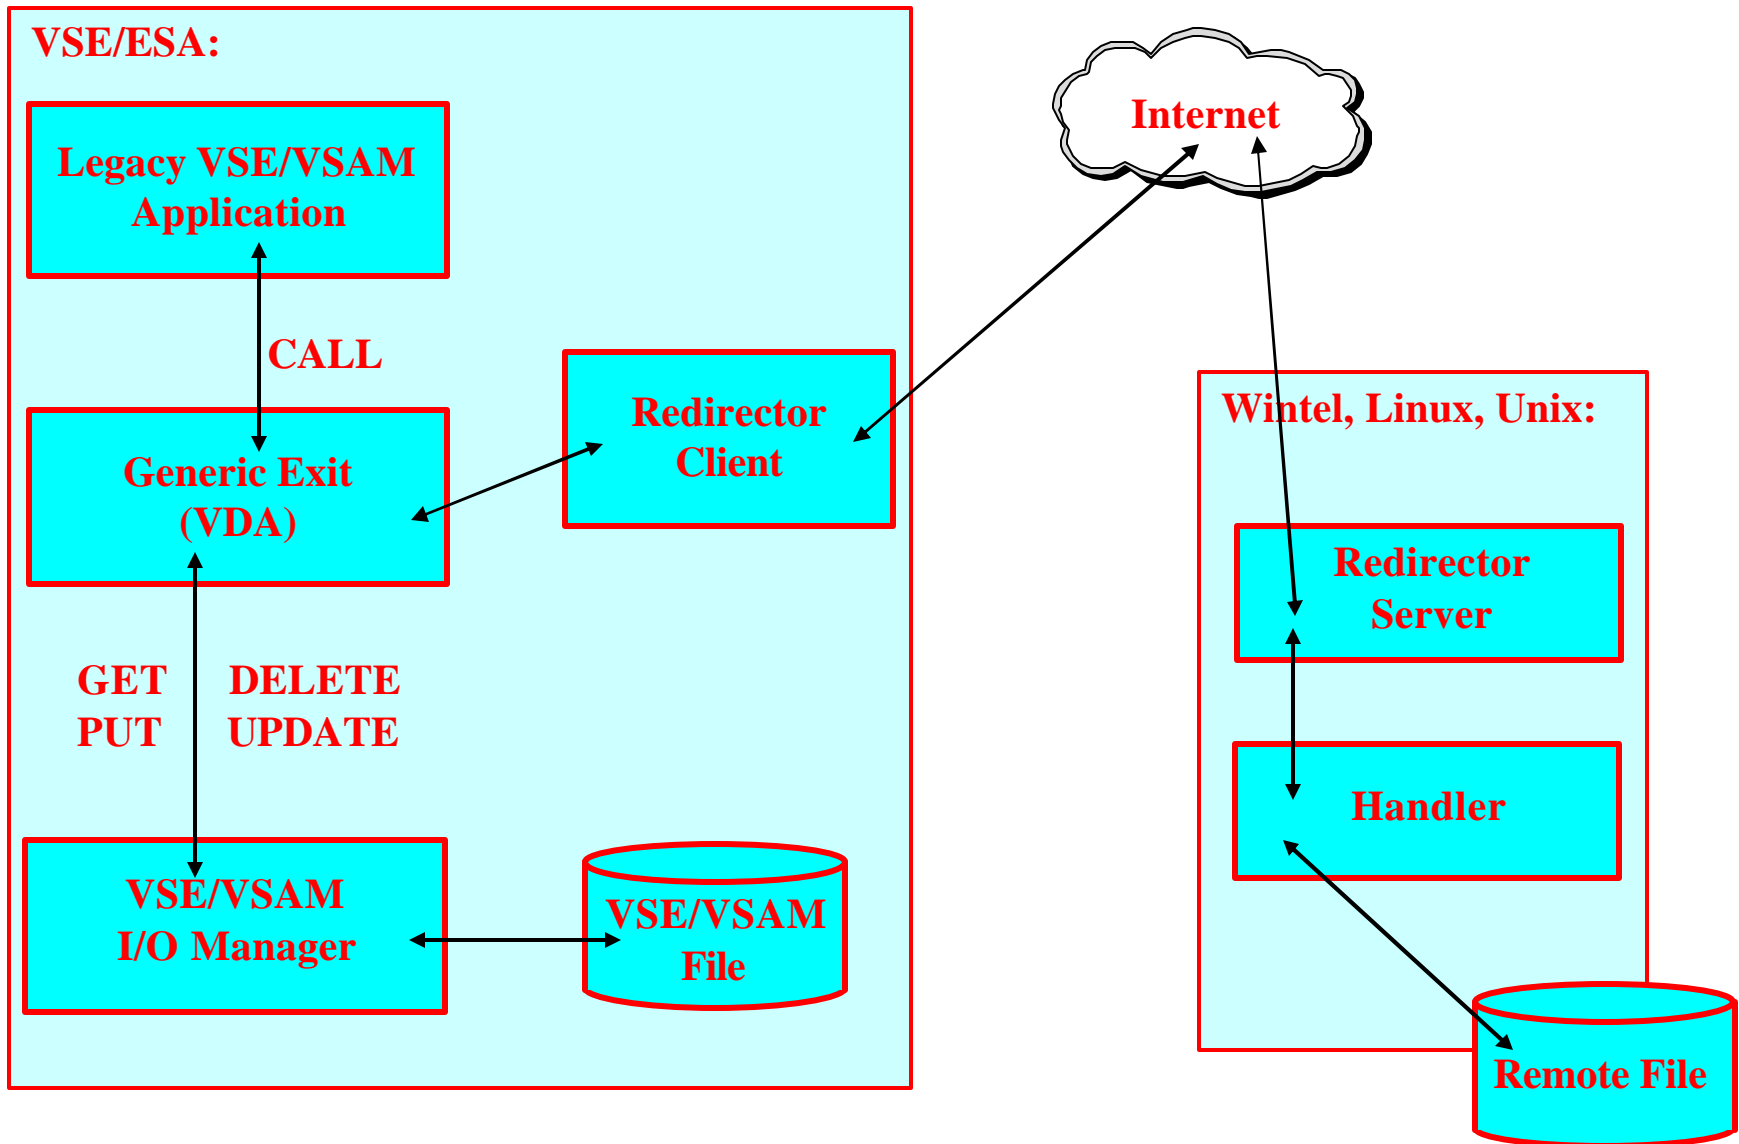 VSE/ESA:
Legacy VSE/VSAM
Application
CALL
Generic Exit
(VDA)
Redirector
Client
GET DELETE
PUT UPDATE
VSE/VSAM
I/O Manager
VSE/VSAM
File
Internet
Wintel, Linux, Unix:
Redirector
Server
Handler
Remote File